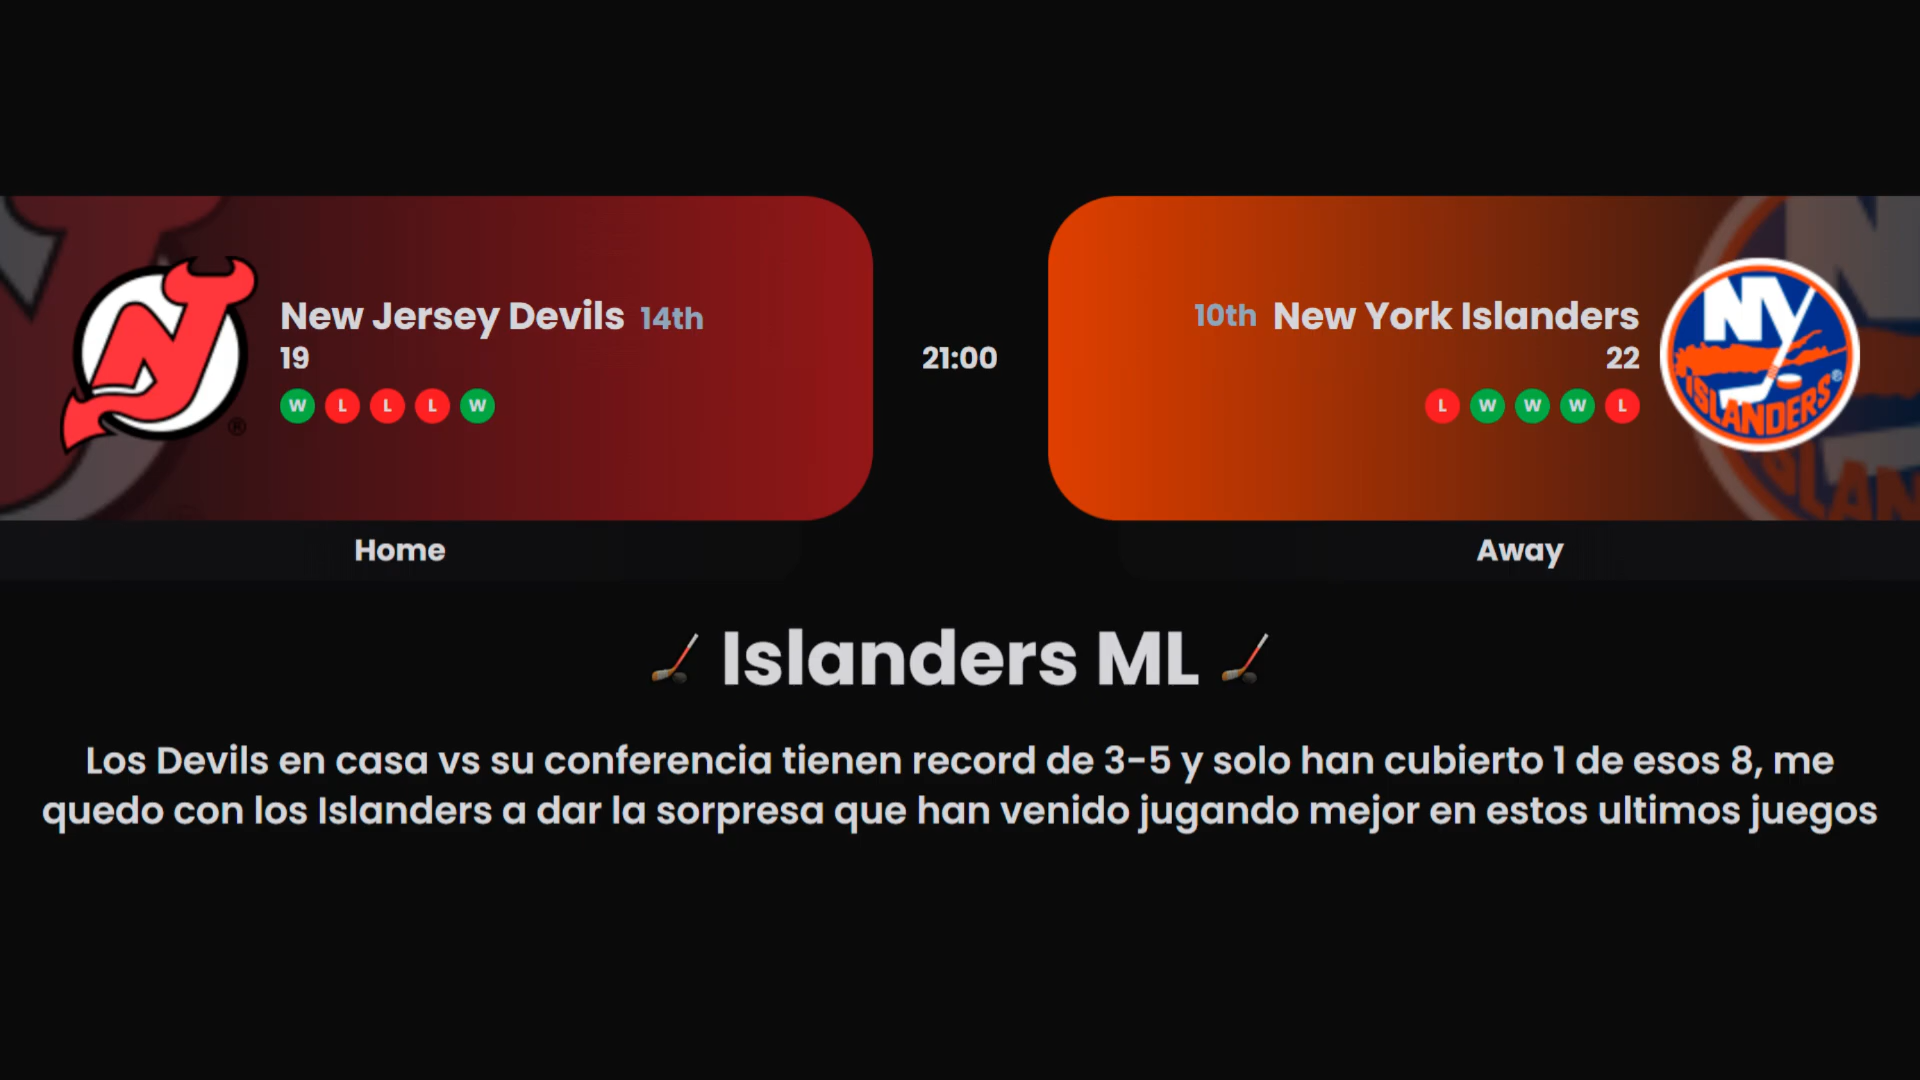 New Jersey Devils 14th
19
W L L L W
Home
21:00
10th New York Islanders
22
L W W W L
NY
ISLANDERS
Away
Islanders ML
Los Devils en casa vs su conferencia tienen record de 3-5 y solo han cubierto 1 de esos 8, me
quedo con los Islanders a dar la sorpresa que han venido jugando mejor en estos ultimos juegos